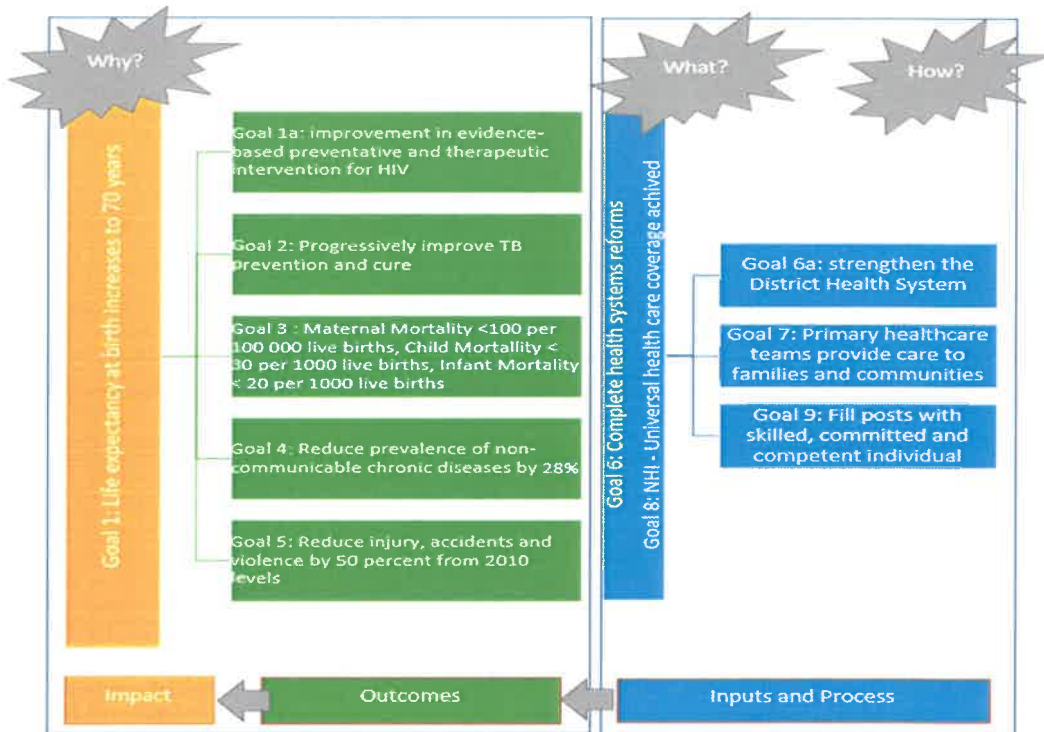 Why?
What?
How?
Goal 1: Life expectancy at birth increases to 70 years
Goal 1a: improvement in evidence-
based preventative and therapeutic
intervention for HIV
Goal 2: Progressively improve TB
prevention and cure
Goal 3 : Maternal Mortality <100 per
100 000 live births, Child Mortallity <
30 per 1000 live births, Infant Mortality
< 20 per 1000 live births
Goal 4: Reduce prevalence of non-
communicable chronic diseases by 28%
Goal 5: Reduce injury, accidents and
violence by 50 percent from 2010
levels
Goal 6: Complete health systems reforms
Goal 8: NHI - Universal health care coverage achived
Goal 6a: strengthen the
District Health System
Goal 7: Primary healthcare
teams provide care to
families and communities
Goal 9: Fill posts with
skilled, committed and
competent individual
Impact
Outcomes
Inputs and Process